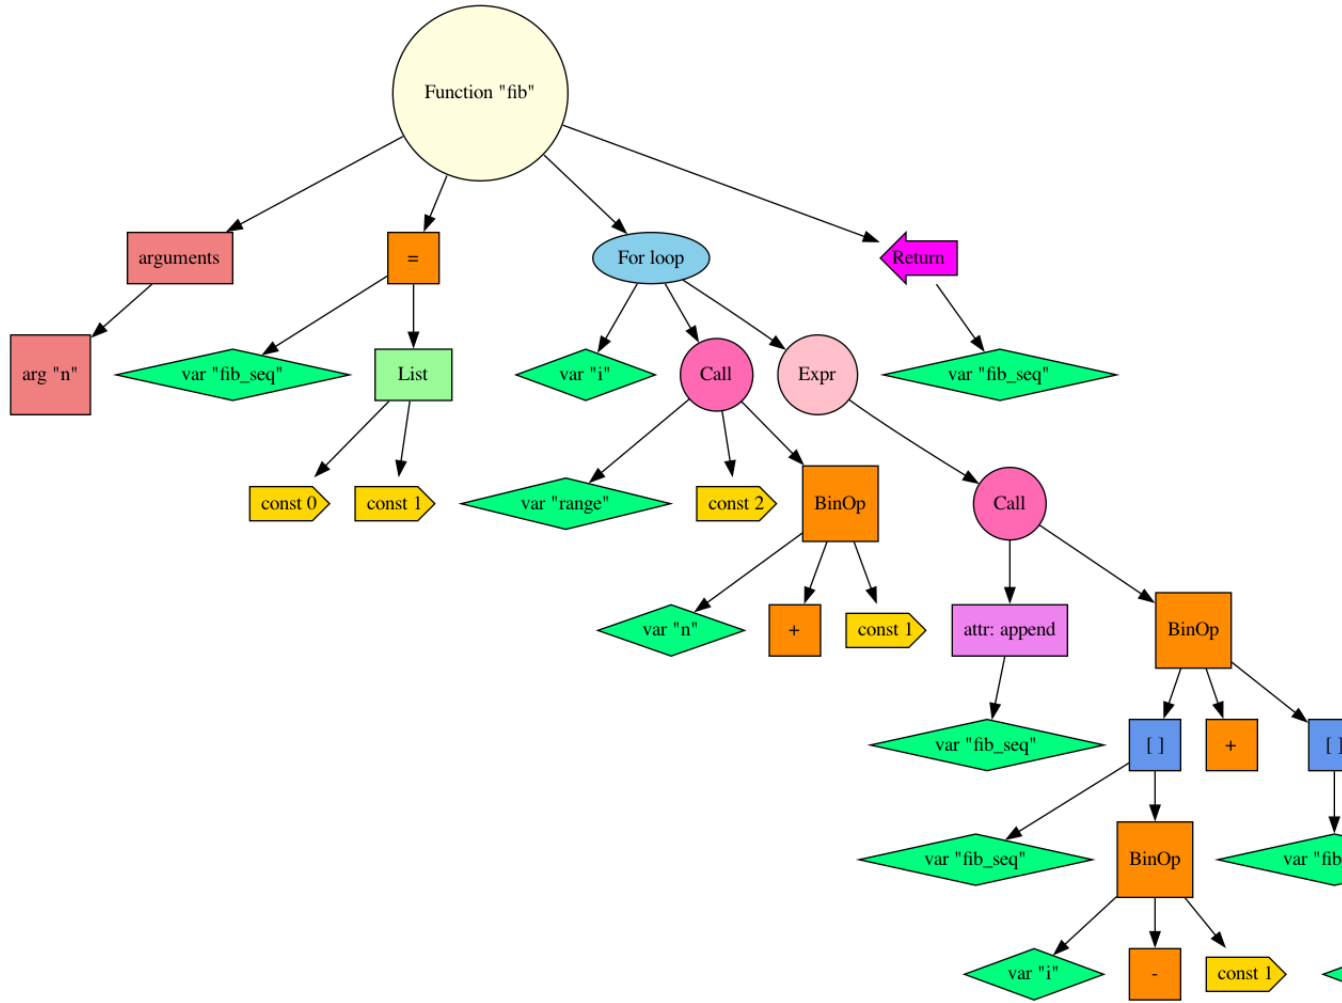 Function "fib"
arguments
=
For loop
Return
arg "n"
var "fib_seq"
List
var "i"
Call
Expr
var "fib_seq"
const 0
const 1
var "range"
const 2
BinOp
Call
var "n"
+
const 1
attr: append
BinOp
var "fib_seq"
[ ]
+
[ ]
var "fib_seq"
BinOp
var "fib
var "i"
-
const 1